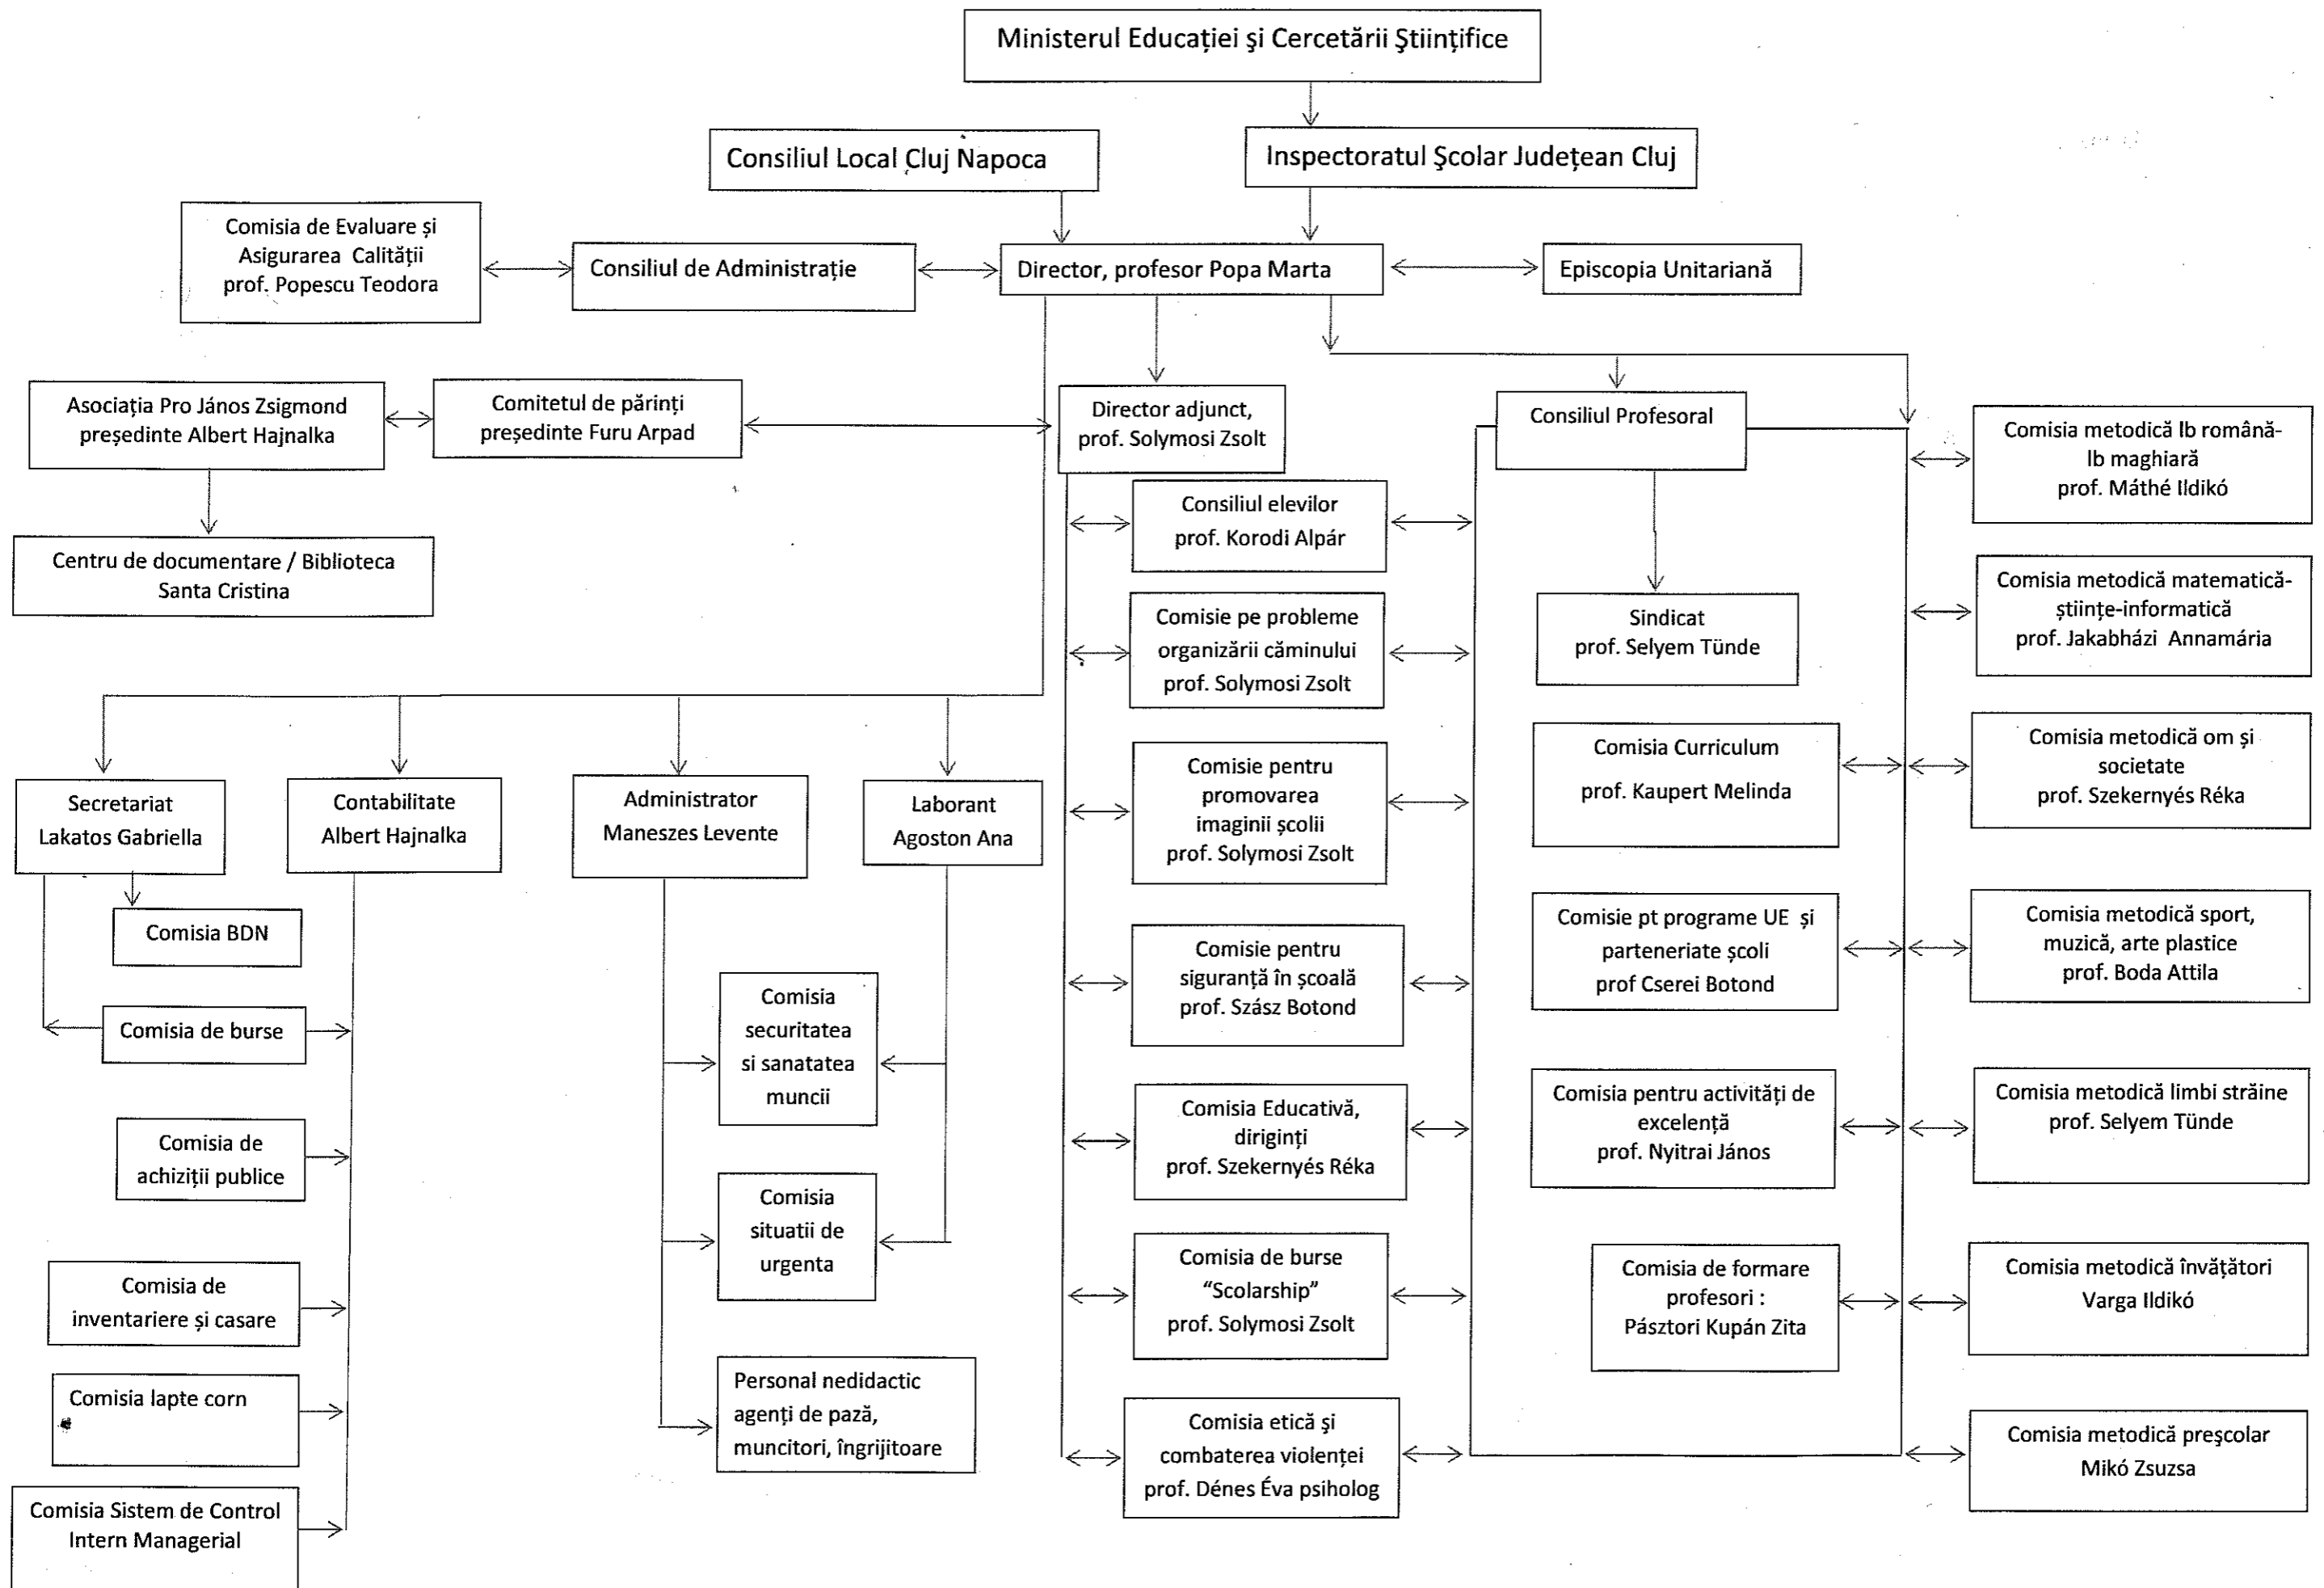 Ministerul Educației şi Cercetării Ştiințifice
Consiliul Local Cluj Napoca
Inspectoratul Şcolar Județean Cluj
Comisia de Evaluare și
Asigurarea Calității
prof. Popescu Teodora
Consiliul de Administrație
Director, profesor Popa Marta
Episcopia Unitariană
Asociația Pro János Zsigmond
președinte Albert Hajnalka
Comitetul de părinți
președinte Furu Arpad
Director adjunct,
prof. Solymosi Zsolt
Consiliul Profesoral
Comisia metodică lb română-
lb maghiară
prof. Máthé Ildikó
Centru de documentare / Biblioteca
Santa Cristina
Consiliul elevilor
prof. Korodi Alpár
Comisie pe probleme
organizării căminului
prof. Solymosi Zsolt
Sindicat
prof. Selyem Tünde
Comisia metodică matematică-
științe-informatică
prof. Jakabházi Annamária
Secretariat
Lakatos Gabriella
Contabilitate
Albert Hajnalka
Administrator
Maneszes Levente
Laborant
Agoston Ana
Comisie pentru
promovarea
imaginii școlii
prof. Solymosi Zsolt
Comisia Curriculum
prof. Kaupert Melinda
Comisia metodică om și
societate
prof. Szekernyés Réka
Comisia BDN
Comisia de burse
Comisia de
achiziții publice
Comisia de
inventariere și casare
Comisia lapte corn
Comisia Sistem de Control
Intern Managerial
Comisia
securitatea
si sanatatea
muncii
Comisia
situatii de
urgenta
Personal nedidactic
agenți de pază,
muncitori, îngrijitoare
Comisie pentru
siguranță în școală
prof. Szász Botond
Comisie pt programe UE și
parteneriate școli
prof Cserei Botond
Comisia metodică sport,
muzică, arte plastice
prof. Boda Attila
Comisia Educativă,
diriginți
prof. Szekernyés Réka
Comisia pentru activități de
excelență
prof. Nyitrai János
Comisia metodică limbi străine
prof. Selyem Tünde
Comisia de burse
“Scolarship”
prof. Solymosi Zsolt
Comisia de formare
profesori :
Pásztori Kupán Zita
Comisia metodică învățători
Varga Ildikó
Comisia etică şi
combaterea violenței
prof. Dénes Éva psiholog
Comisia metodică preşcolar
Mikó Zsuzsa